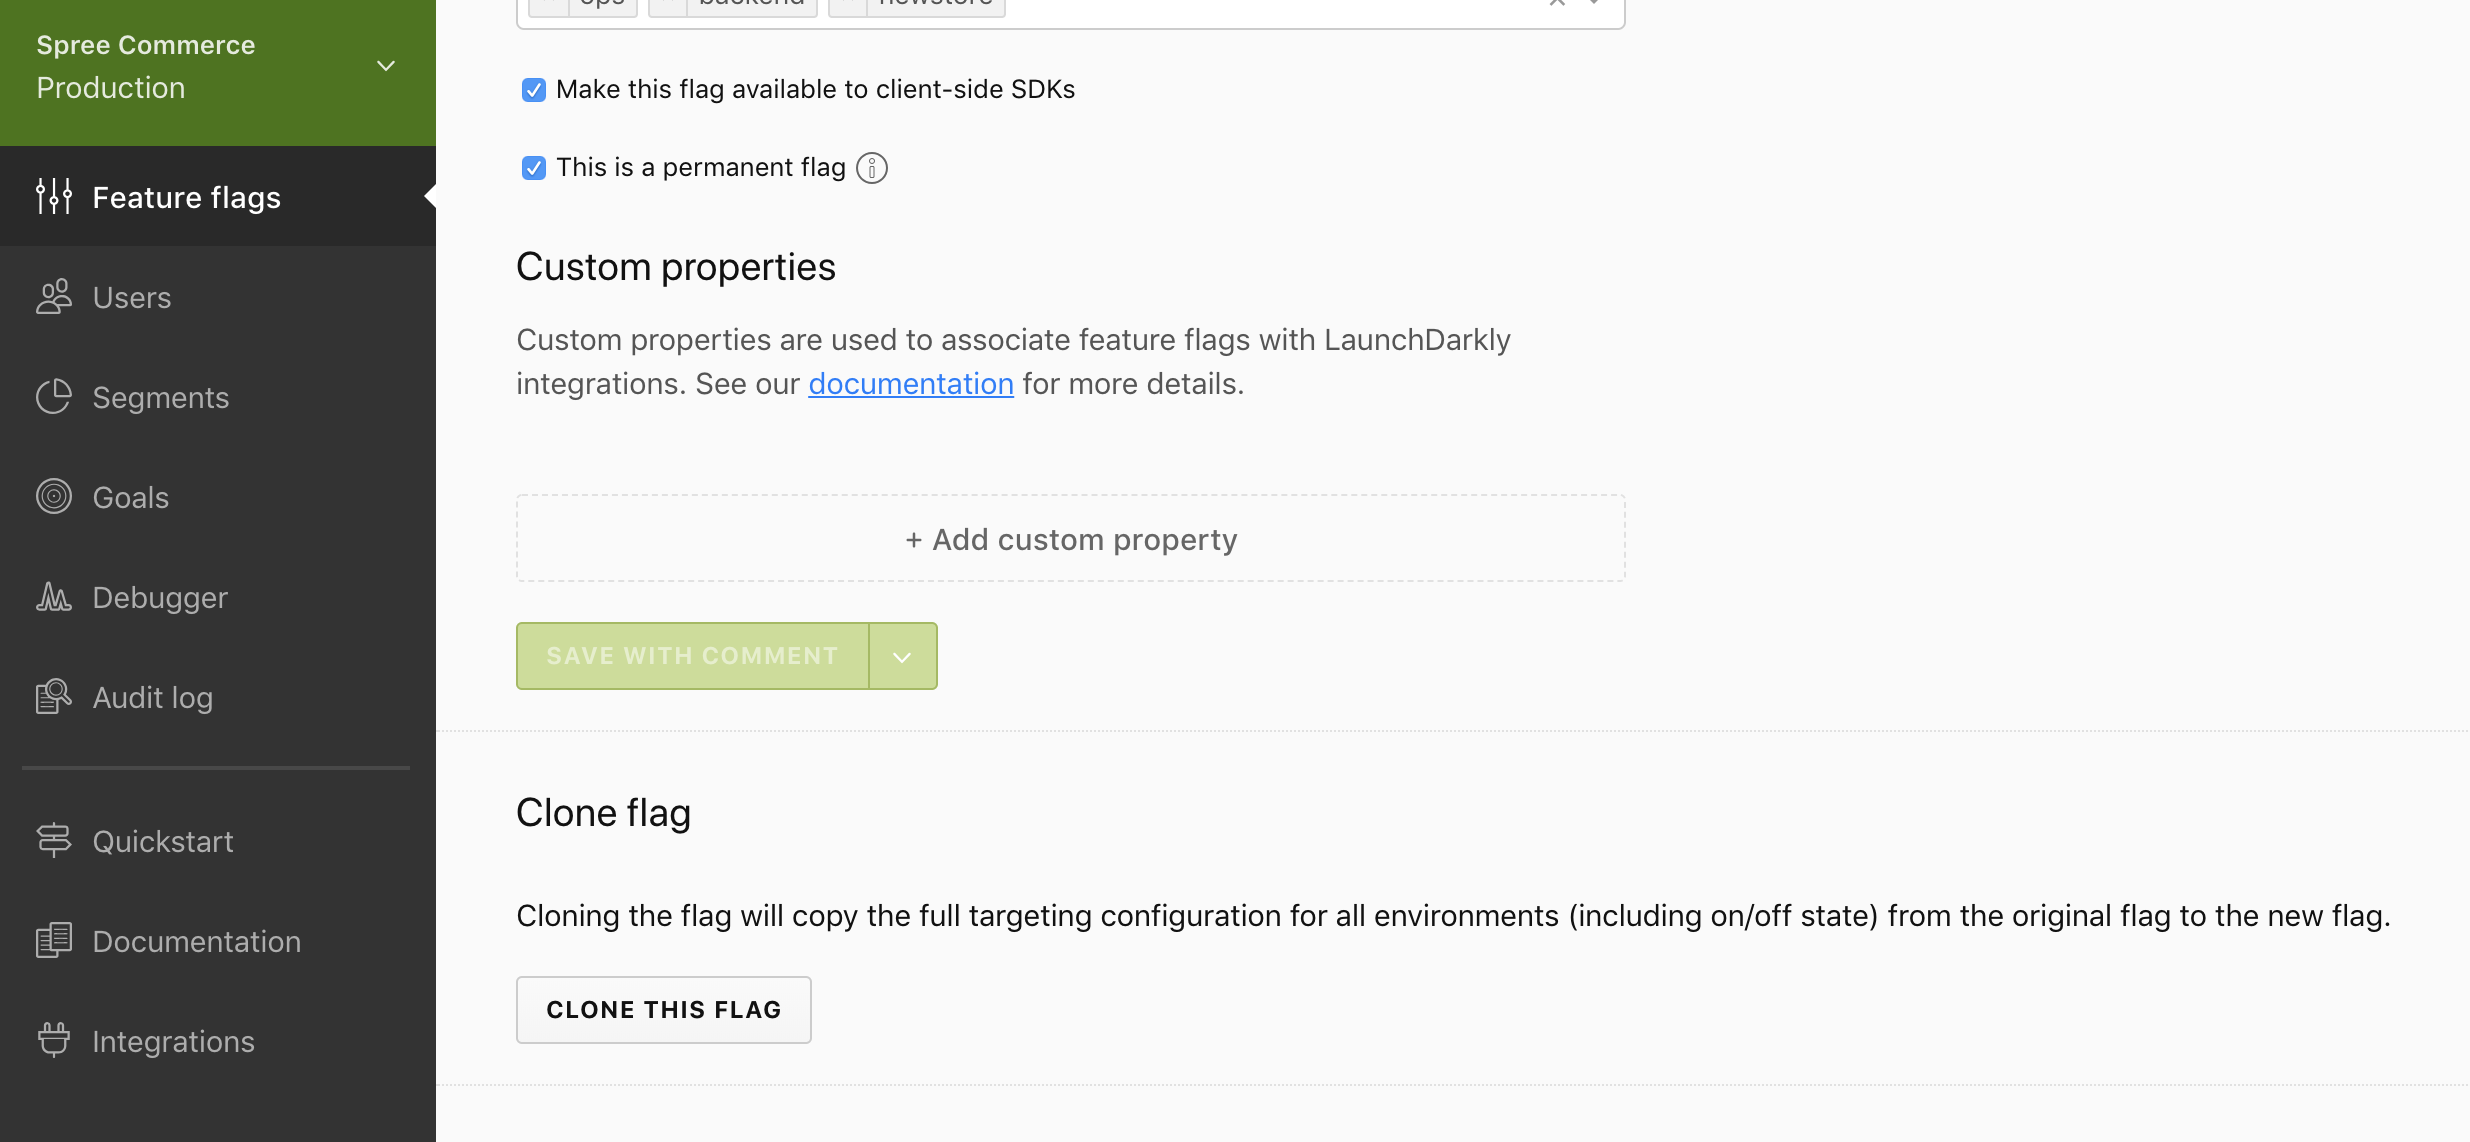 Spree Commerce
Production
Feature flags
Users
Segments
Goals
Debugger
Audit log
Quickstart
Documentation
Integrations
ops backend newstore
Make this flag available to client-side SDKs
This is a permanent flag
Custom properties
Custom properties are used to associate feature flags with LaunchDarkly
integrations. See our documentation for more details.
+ Add custom property
SAVE WITH COMMENT
Clone flag
Cloning the flag will copy the full targeting configuration for all environments (including on/off state) from the original flag to the new flag.
CLONE THIS FLAG